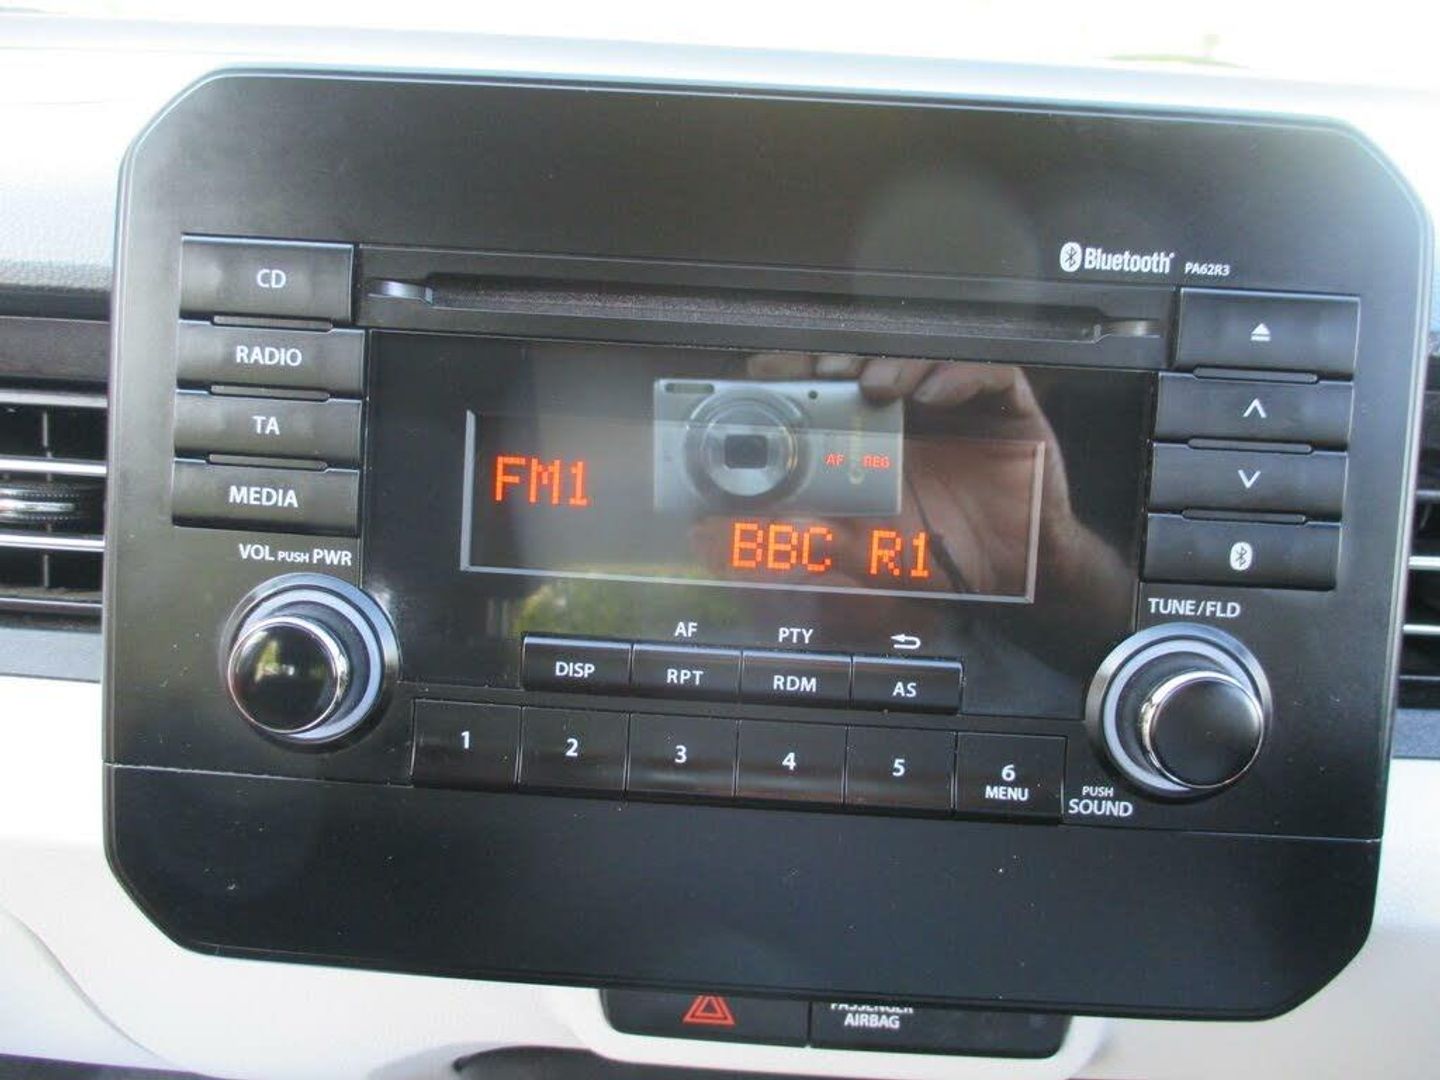 Bluetooth® PA62R3
CD
RADIO
TA
MEDIA
VOL PUSH PWR
AF REG
FM1
BBC R1
TUNE/FLD
AF PTY
DISP RPT RDM AS
1 2 3 4 5 6
MENU
PUSH
SOUND
PASSENGER
AIRBAG